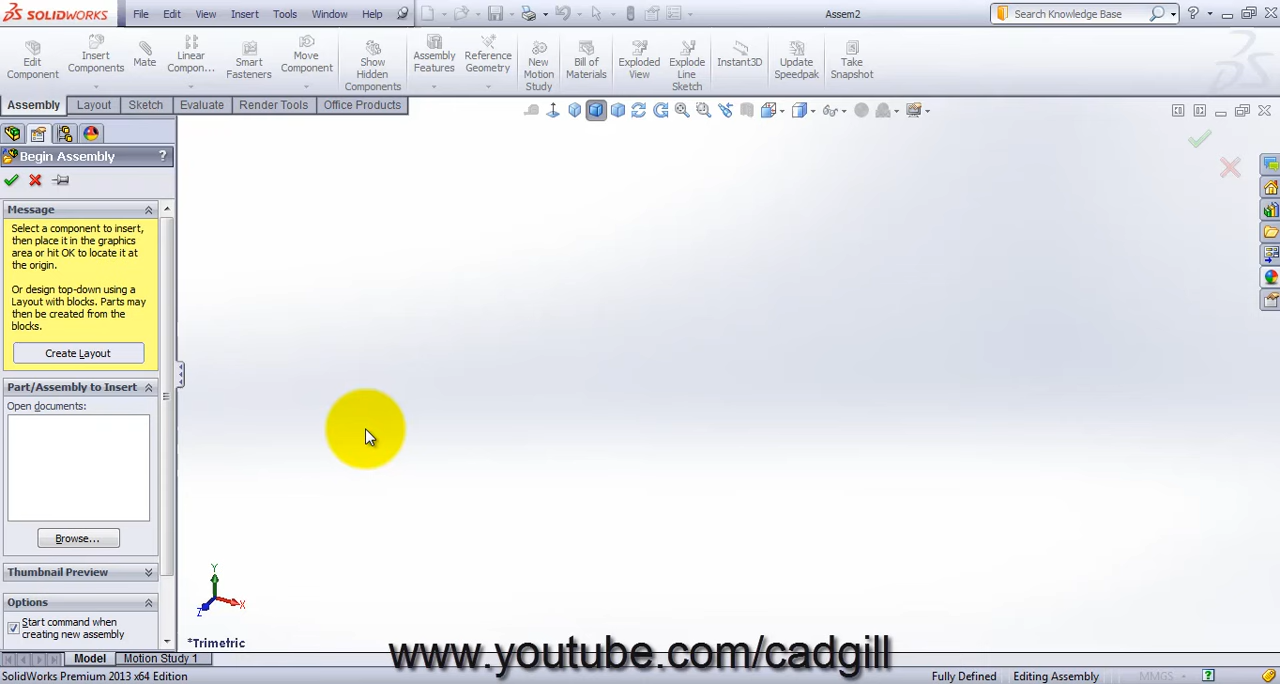 SOLIDWORKS File Edit View Insert Tools Window Help Assem2 Search Knowledge Base
Edit Component
Insert Components
Mate
Linear Compon...
Smart Fasteners
Move Component
Show Hidden Components
Assembly Features
Reference Geometry
New Motion Study
Bill of Materials
Exploded View
Explode Line Sketch
Instant3D
Update Speedpak
Take Snapshot
Assembly Layout Sketch Evaluate Render Tools Office Products
Begin Assembly ?
Message
Select a component to insert,
then place it in the graphics
area or hit OK to locate it at
the origin.
Or design top-down using a
Layout with blocks. Parts may
then be created from the
blocks.
Create Layout
Part/Assembly to Insert
Open documents:
Browse...
Thumbnail Preview
Options
Start command when
creating new assembly
Y
X
Z
*Trimetric
www.youtube.com/cadgill
Model Motion Study 1
SolidWorks Premium 2013 x64 Edition Fully Defined Editing Assembly MMGS